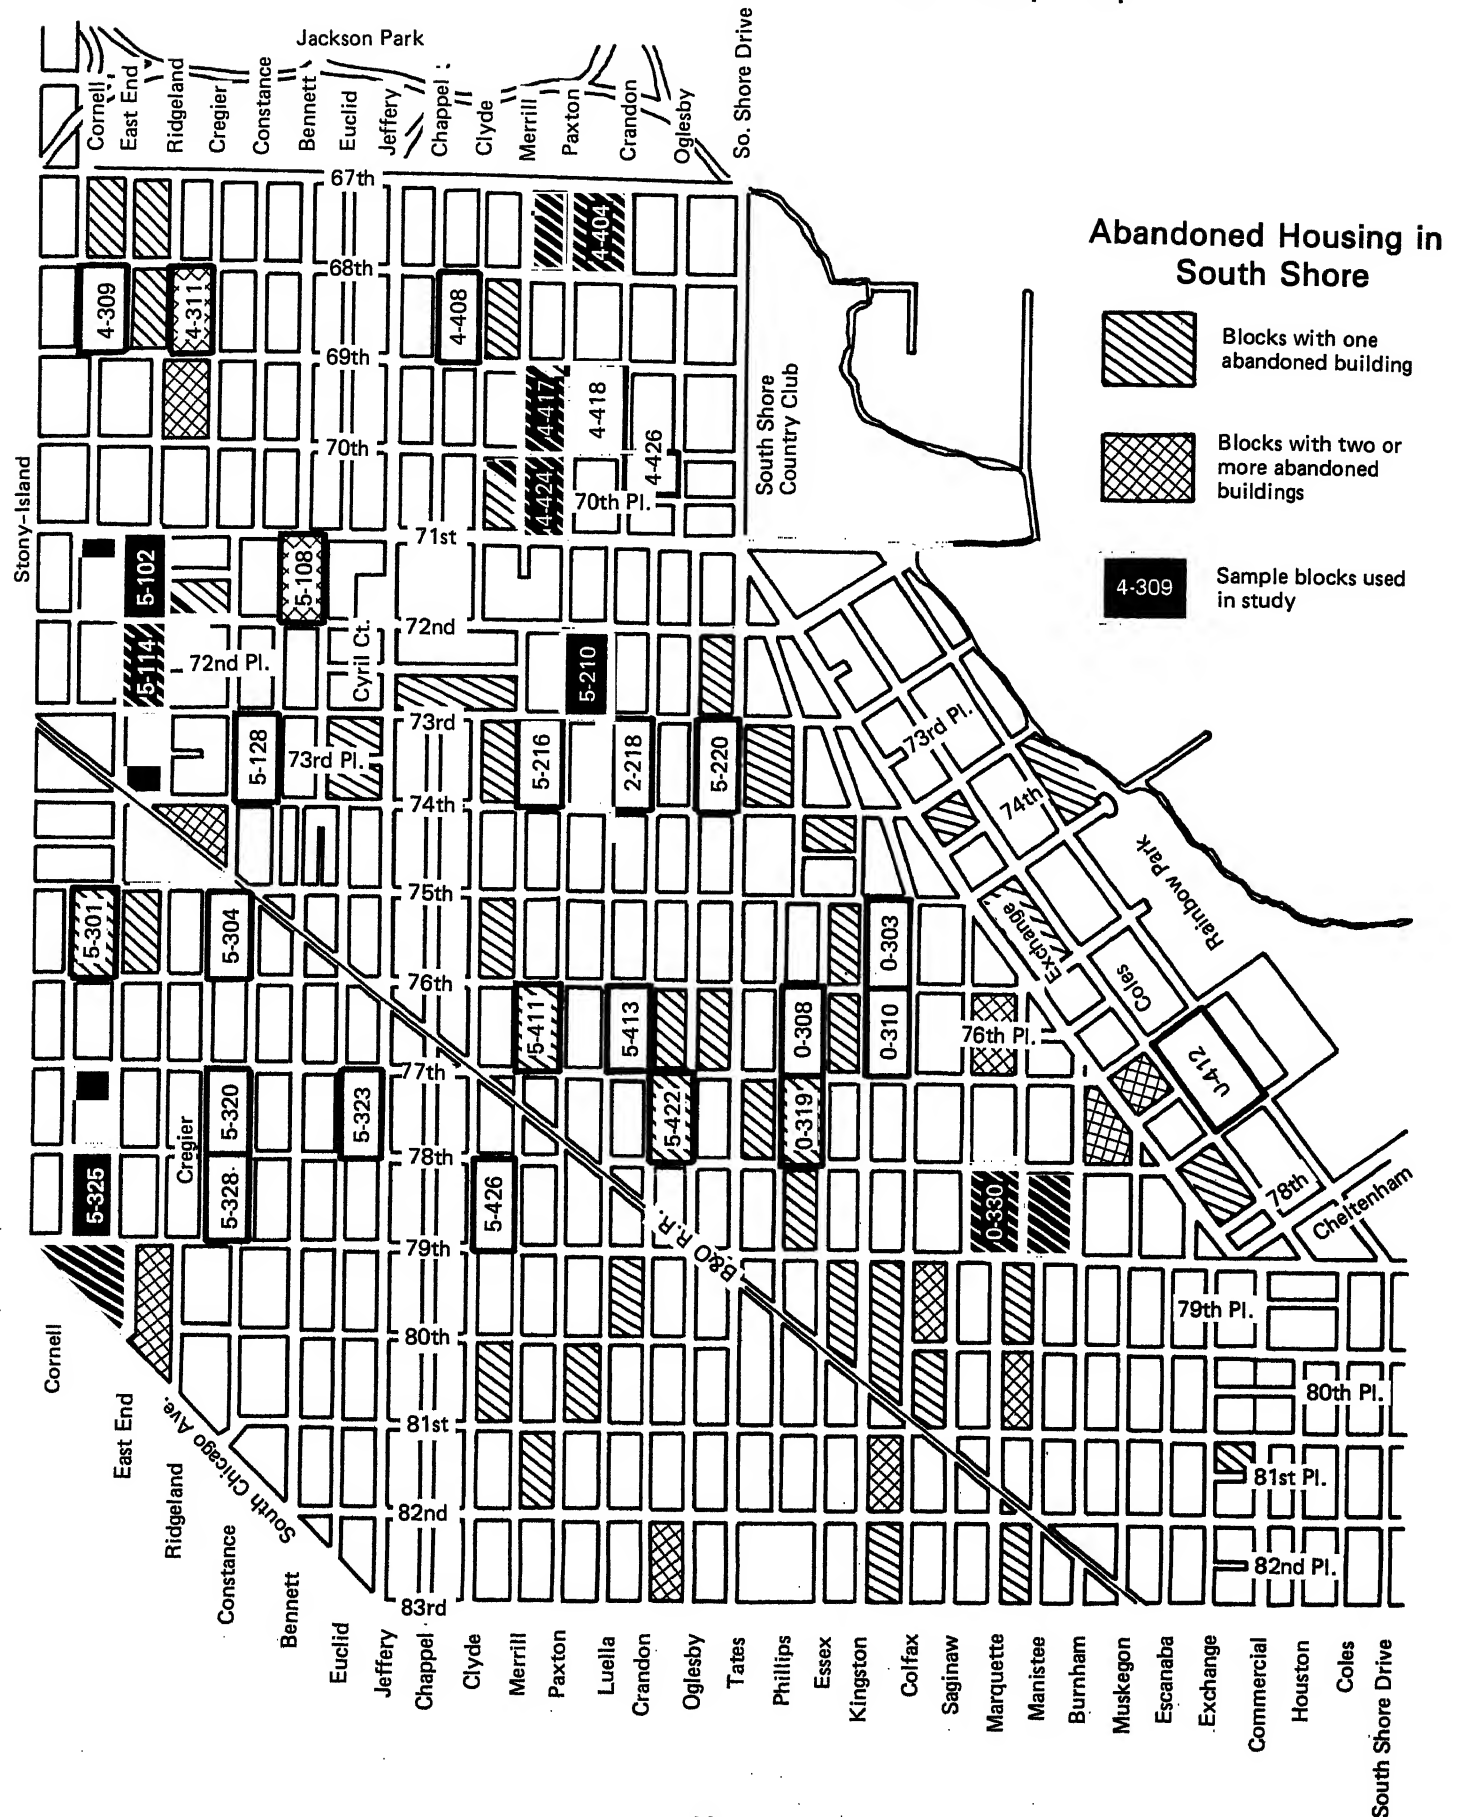 Jackson Park
Cornell
East End
Ridgeland
Cregier
Constance
Bennett
Euclid
Jeffery
Chappel
Clyde
Merrill
Paxton
Crandon
Oglesby
So. Shore Drive
67th
4-404
Abandoned Housing in
South Shore
Blocks with one
abandoned building
Blocks with two or
more abandoned
buildings
4-309
Sample blocks used
in study
68th
4-309
4-311
4-408
69th
4-417
4-418
4-426
South Shore
Country Club
70th
4-424
70th Pl.
Stony-Island
71st
5-102
5-108
72nd
5-114
72nd Pl.
Cyril Ct.
5-210
73rd
73rd Pl.
5-128
73rd Pl.
5-216
2-218
5-220
74th
74th
Rainbow Park
75th
5-301
5-304
0-303
Exchange
Coles
76th
5-411
5-413
0-308
0-310
76th Pl.
U-412
77th
5-320
5-323
5-422
0-319
Cregier
78th
78th
5-325
5-328
5-426
0-330
Cheltenham
79th
B&O R.R.
79th Pl.
80th
80th Pl.
81st
81st Pl.
82nd
82nd Pl.
83rd
South Chicago Ave.
Cornell
East End
Ridgeland
Constance
Bennett
Euclid
Jeffery
Chappel
Clyde
Merrill
Paxton
Luella
Crandon
Oglesby
Tates
Phillips
Essex
Kingston
Colfax
Saginaw
Marquette
Manistee
Burnham
Muskegon
Escanaba
Exchange
Commercial
Houston
Coles
South Shore Drive